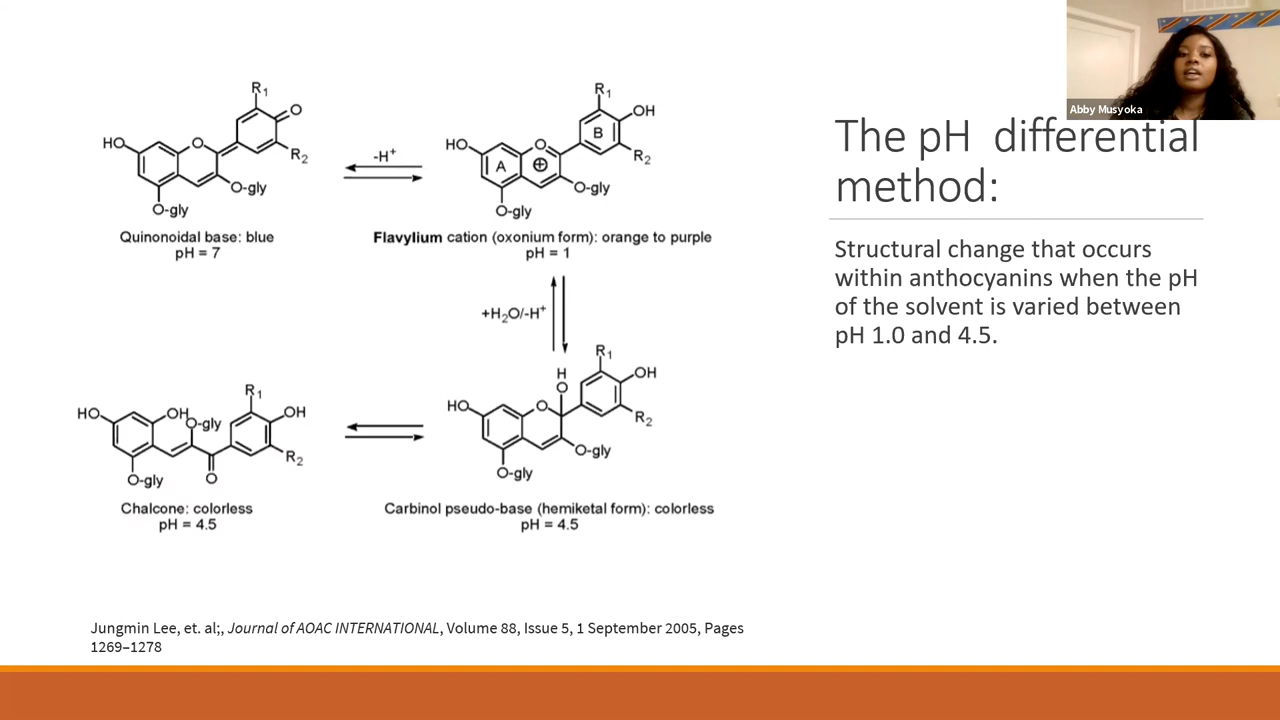 Abby Musyoka
The pH  differential
method:
Structural change that occurs
within anthocyanins when the pH
of the solvent is varied between
pH 1.0 and 4.5.
R1
O
HO
O
R2
O-gly
O-gly
Quinonoidal base: blue
pH = 7
-H+
R1
OH
B
HO
O
A
⊕
R2
O-gly
O-gly
Flavylium cation (oxonium form): orange to purple
pH = 1
+H2O/-H+
R1
HO
OH
O-gly
OH
R2
O-gly
O
Chalcone: colorless
pH = 4.5
R1
H
O
OH
HO
O
R2
O-gly
O-gly
Carbinol pseudo-base (hemiketal form): colorless
pH = 4.5
Jungmin Lee, et. al;, Journal of AOAC INTERNATIONAL, Volume 88, Issue 5, 1 September 2005, Pages
1269–1278